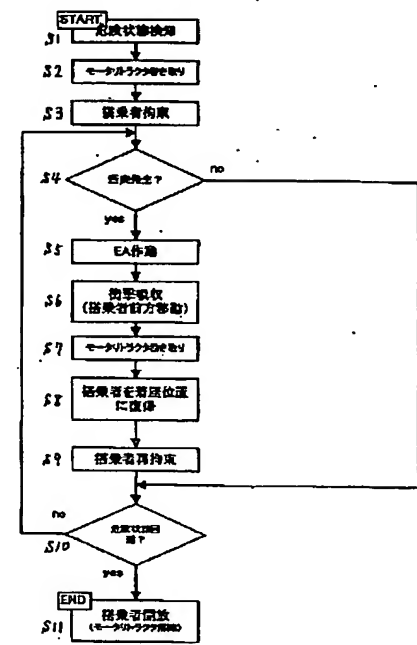 START
S1
危険状態検知
S2
モータリトラクタ巻き取り
S3
搭乗者拘束
no
S4
yes
S5
EA作動
S6
衝撃吸収
(搭乗者前方移動)
S7
モータリトラクタ巻き取り
S8
搭乗者を着座位置
に復帰
S9
搭乗者再拘束
no
危険状態回
避?
S10
yes
END
搭乗者開放
S11
(モータリトラクタ解除)